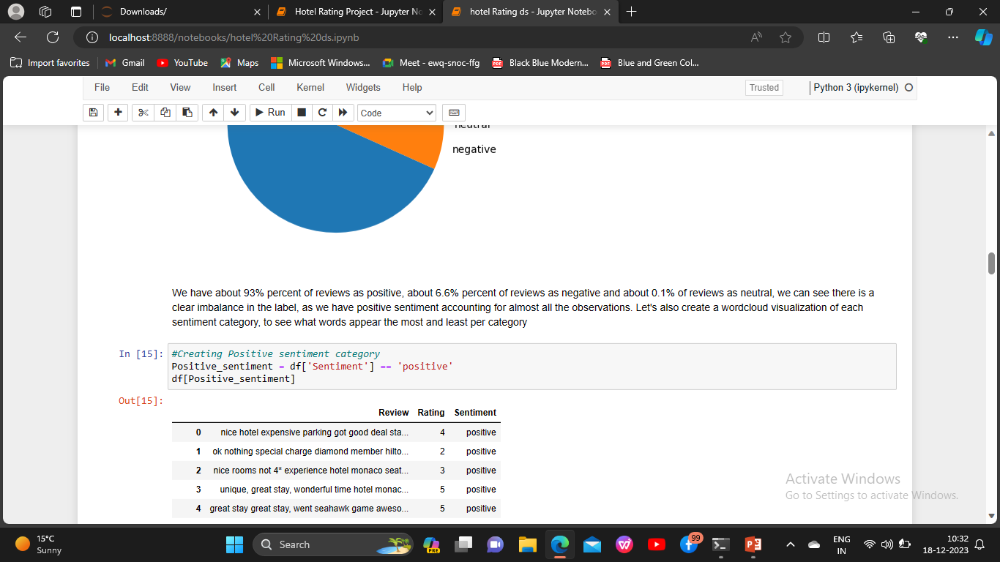 Downloads/
Hotel Rating Project - Jupyter No
hotel Rating ds - Jupyter Notebo
localhost:8888/notebooks/hotel%20Rating%20ds.ipynb
Import favorites
Gmail
YouTube
Maps
Microsoft Windows...
Meet - ewq-snoc-ffg
Black Blue Modern...
Blue and Green Col...
File Edit View Insert Cell Kernel Widgets Help
Trusted
Python 3 (ipykernel)
Run
Code
neutral
negative
We have about 93% percent of reviews as positive, about 6.6% percent of reviews as negative and about 0.1% of reviews as neutral, we can see there is a
clear imbalance in the label, as we have positive sentiment accounting for almost all the observations. Let's also create a wordcloud visualization of each
sentiment category, to see what words appear the most and least per category
In [15]:
#Creating Positive sentiment category
Positive_sentiment = df['Sentiment'] == 'positive'
df[Positive_sentiment]
Out[15]:
Review Rating Sentiment
0 nice hotel expensive parking got good deal sta... 4 positive
1 ok nothing special charge diamond member hilto... 2 positive
2 nice rooms not 4* experience hotel monaco seat... 3 positive
3 unique, great stay, wonderful time hotel monac... 5 positive
4 great stay great stay, went seahawk game aweso... 5 positive
Activate Windows
Go to Settings to activate Windows.
15°C
Sunny
Search
PRE
99
ENG
IN
10:32
18-12-2023